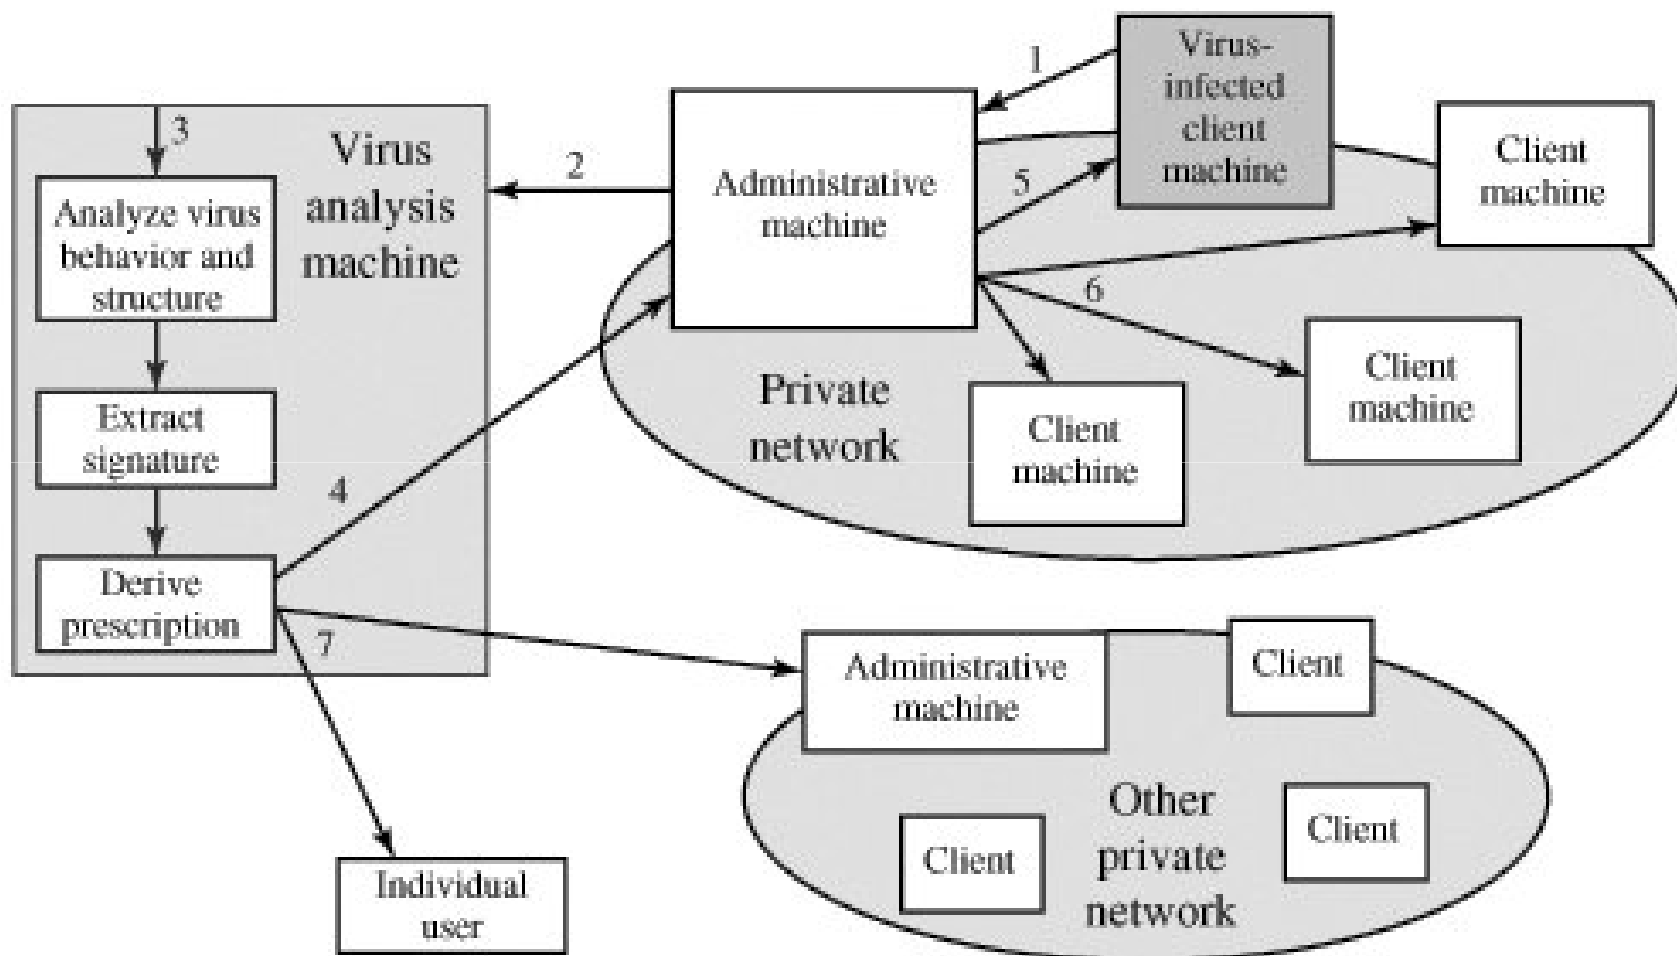 3
Virus
analysis
machine
Analyze virus
behavior and
structure
Extract
signature
Derive
prescription
2
4
7
Administrative
machine
1
5
6
Virus-
infected
client
machine
Client
machine
Client
machine
Client
machine
Private
network
Administrative
machine
Client
Client
Client
Other
private
network
Individual
user